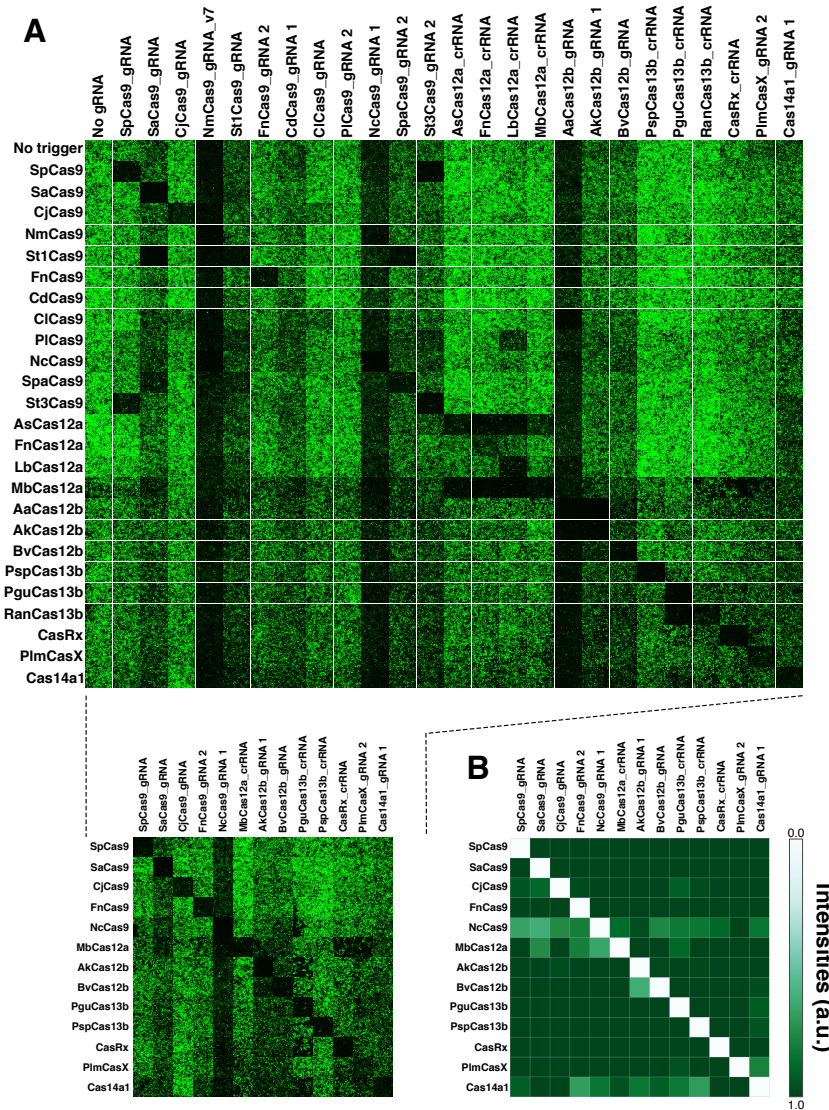 A
No gRNA
SpCas9_gRNA
SaCas9_gRNA
CjCas9_gRNA
NmCas9_gRNA_v7
St1Cas9_gRNA
FnCas9_gRNA 2
CdCas9_gRNA 1
ClCas9_gRNA
PlCas9_gRNA 2
NcCas9_gRNA 1
SpaCas9_gRNA 2
St3Cas9_gRNA 2
AsCas12a_crRNA
FnCas12a_crRNA
LbCas12a_crRNA
MbCas12a_crRNA
AaCas12b_gRNA
AkCas12b_gRNA 1
BvCas12b_gRNA
PspCas13b_crRNA
PguCas13b_crRNA
RanCas13b_crRNA
CasRx_crRNA
PlmCasX_gRNA 2
Cas14a1_gRNA 1
No trigger
SpCas9
SaCas9
CjCas9
NmCas9
St1Cas9
FnCas9
CdCas9
ClCas9
PlCas9
NcCas9
SpaCas9
St3Cas9
AsCas12a
FnCas12a
LbCas12a
MbCas12a
AaCas12b
AkCas12b
BvCas12b
PspCas13b
PguCas13b
RanCas13b
CasRx
PlmCasX
Cas14a1
SpCas9_gRNA
SaCas9_gRNA
CjCas9_gRNA
FnCas9_gRNA 2
NcCas9_gRNA 1
MbCas12a_crRNA
AkCas12b_gRNA 1
BvCas12b_gRNA
PguCas13b_crRNA
PspCas13b_crRNA
CasRx_crRNA
PlmCasX_gRNA 2
Cas14a1_gRNA 1
SpCas9
SaCas9
CjCas9
FnCas9
NcCas9
MbCas12a
AkCas12b
BvCas12b
PguCas13b
PspCas13b
CasRx
PlmCasX
Cas14a1
B
SpCas9_gRNA
SaCas9_gRNA
CjCas9_gRNA
FnCas9_gRNA 2
NcCas9_gRNA 1
MbCas12a_crRNA
AkCas12b_gRNA 1
BvCas12b_gRNA
PguCas13b_crRNA
PspCas13b_crRNA
CasRx_crRNA
PlmCasX_gRNA 2
Cas14a1_gRNA 1
SpCas9
SaCas9
CjCas9
FnCas9
NcCas9
MbCas12a
AkCas12b
BvCas12b
PguCas13b
PspCas13b
CasRx
PlmCasX
Cas14a1
0.0
Intensities (a.u.)
1.0